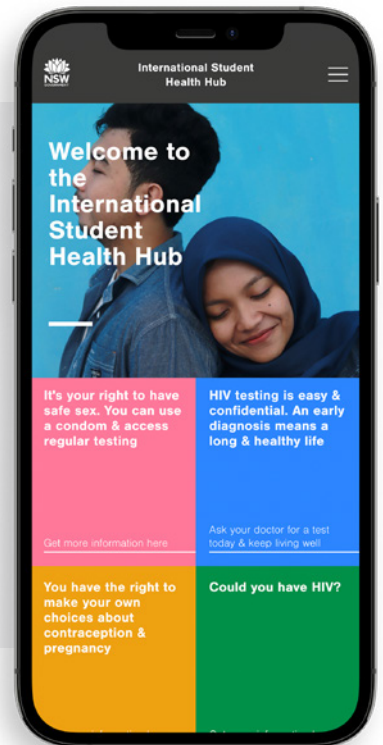 NSW
GOVERNMENT
International Student
Health Hub
Welcome to
the
International
Student
Health Hub
It's your right to have
safe sex. You can use
a condom & access
regular testing
Get more information here
HIV testing is easy &
confidential. An early
diagnosis means a
long & healthy life
Ask your doctor for a test
today & keep living well
You have the right to
make your own
choices about
contraception &
pregnancy
Could you have HIV?